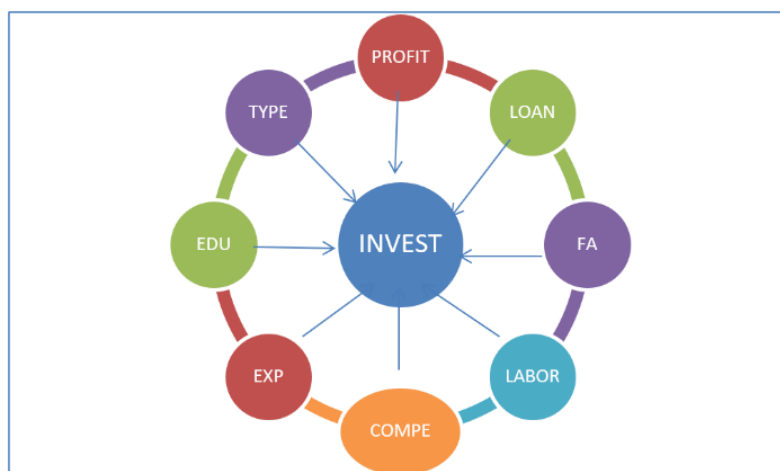 PROFIT
TYPE
LOAN
EDU
INVEST
FA
EXP
LABOR
COMPE